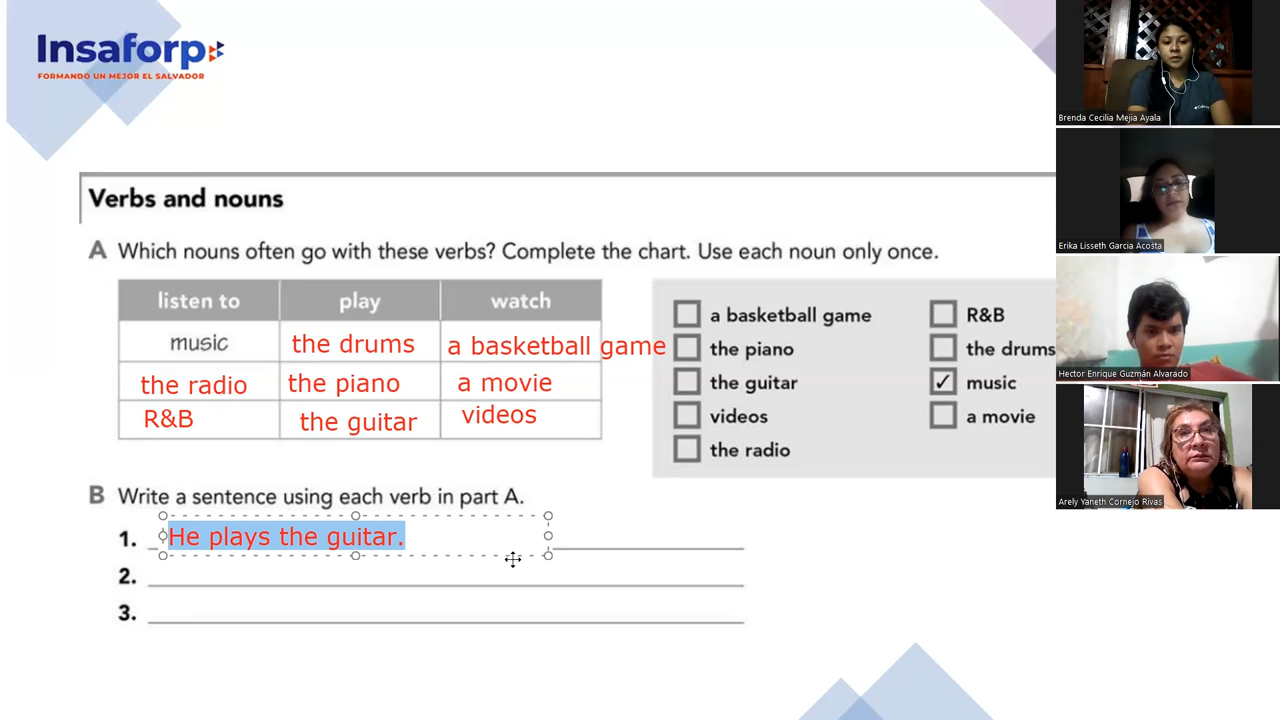 Insaforp
FORMANDO UN MEJOR EL SALVADOR
Verbs and nouns
A Which nouns often go with these verbs? Complete the chart. Use each noun only once.
listen to play watch
music the drums a basketball game
the radio the piano a movie
R&B the guitar videos
a basketball game R&B
the piano the drums
the guitar ✓ music
videos a movie
the radio
B Write a sentence using each verb in part A.
1. He plays the guitar.
2.
3.
Brenda Cecilia Mejia Ayala
Erika Lisseth Garcia Acosta
Hector Enrique Guzmán Alvarado
Arely Yaneth Cornejo Rivas